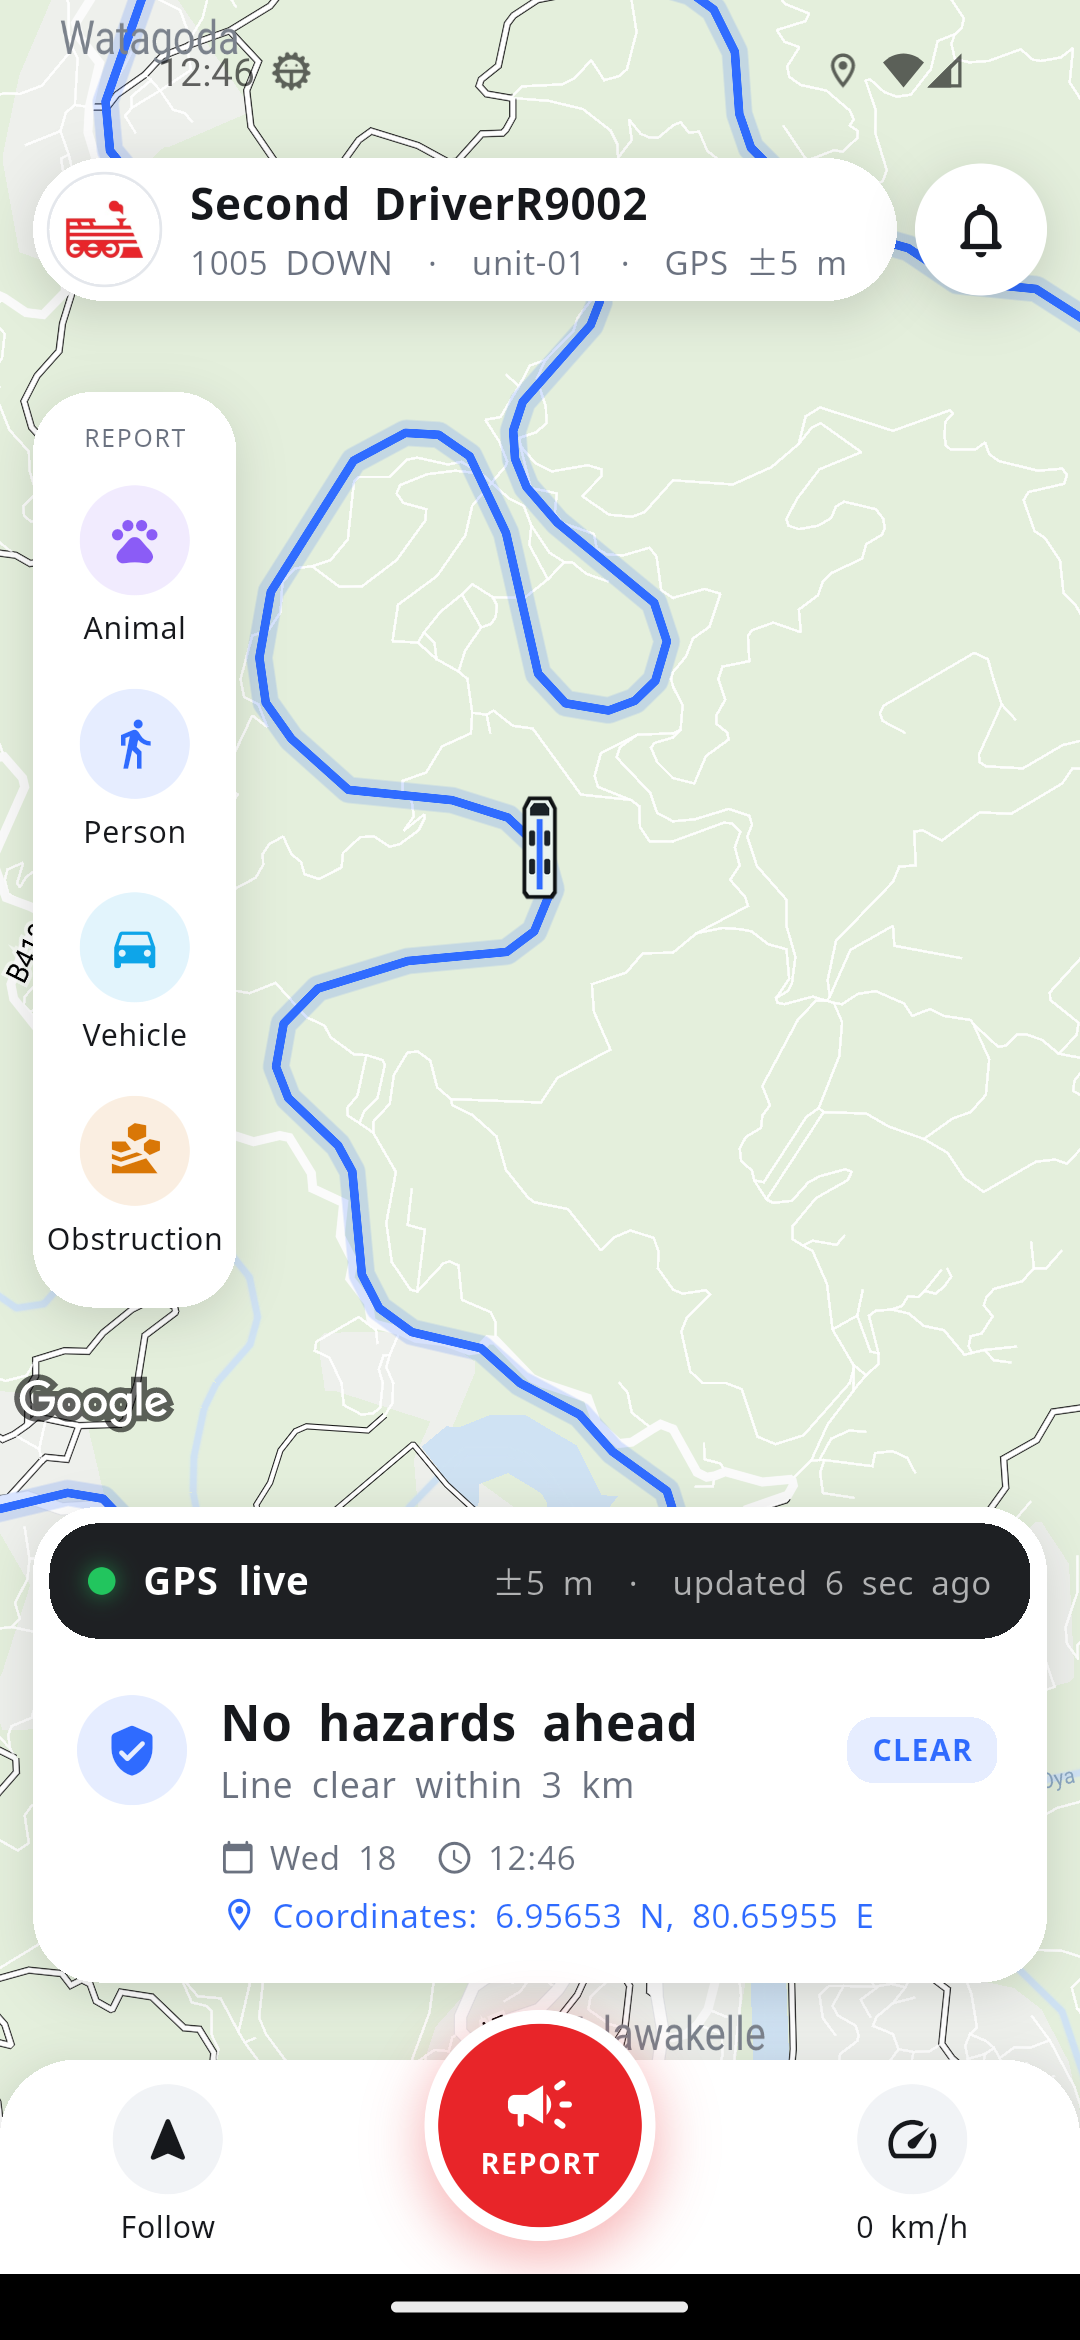 Watagoda
12:46
Second DriverR9002
1005 DOWN · unit-01 · GPS ±5 m
REPORT
Animal
Person
Vehicle
Obstruction
Google
GPS live
±5 m · updated 6 sec ago
No hazards ahead
Line clear within 3 km
CLEAR
Wed 18
12:46
Coordinates: 6.95653 N, 80.65955 E
REPORT
Follow
0 km/h